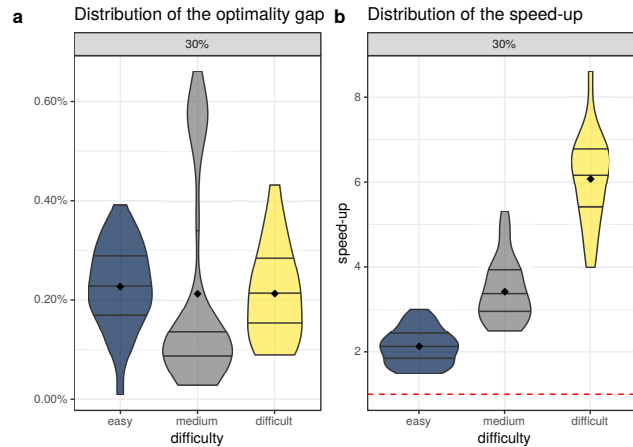 a
Distribution of the optimality gap
30%
0.60%
0.40%
0.20%
0.00%
easy
medium
difficult
difficulty
b
Distribution of the speed-up
30%
speed-up
8
6
4
2
easy
medium
difficult
difficulty